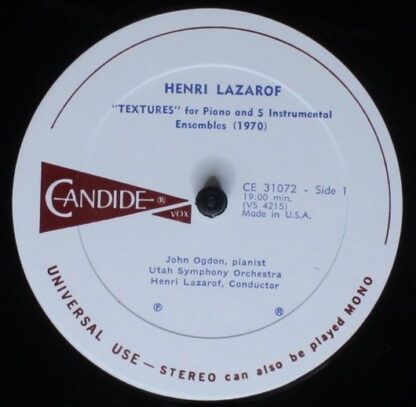 HENRI LAZAROF
"TEXTURES" for Piano and 5 Instrumental
Ensembles (1970)
CANDIDE ®
VOX
CE 31072 - Side 1
19:00 min.
(VS 4215)
Made in U.S.A.
John Ogdon, pianist
Utah Symphony Orchestra
Henri Lazarof, Conductor
℗ ®
UNIVERSAL USE — STEREO can also be played MONO